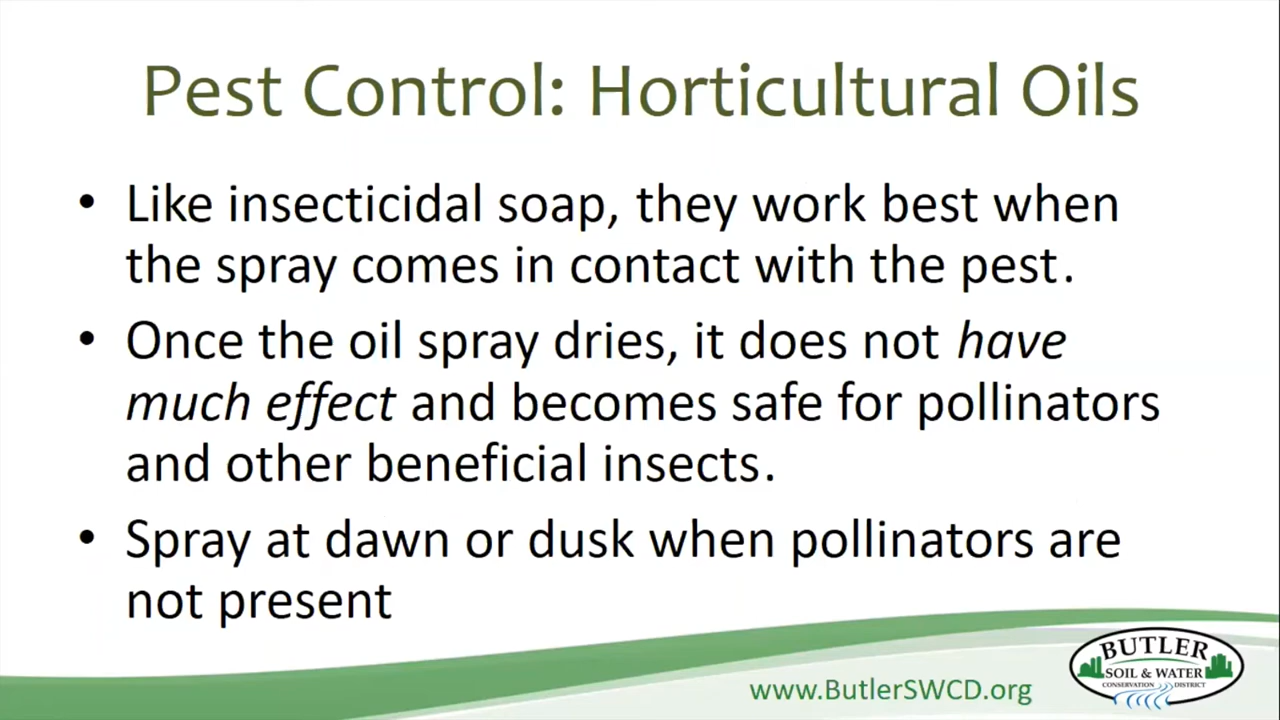 Pest Control: Horticultural Oils
• Like insecticidal soap, they work best when
the spray comes in contact with the pest.
• Once the oil spray dries, it does not have
much effect and becomes safe for pollinators
and other beneficial insects.
• Spray at dawn or dusk when pollinators are
not present
www.ButlerSWCD.org
BUTLER
SOIL & WATER
CONSERVATION DISTRICT